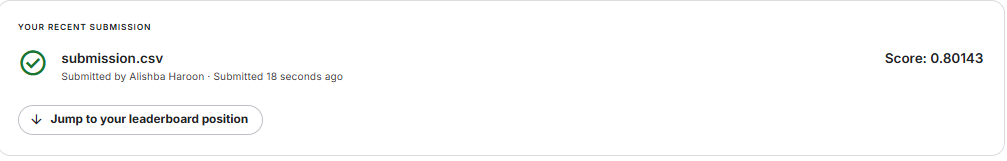 YOUR RECENT SUBMISSION
submission.csv
Score: 0.80143
Submitted by Alishba Haroon · Submitted 18 seconds ago
Jump to your leaderboard position